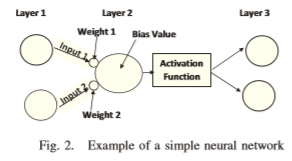 Layer 1 Layer 2 Layer 3
Weight 1 Bias Value
Input 1
Activation
Function
Input 2
Weight 2
Fig. 2. Example of a simple neural network